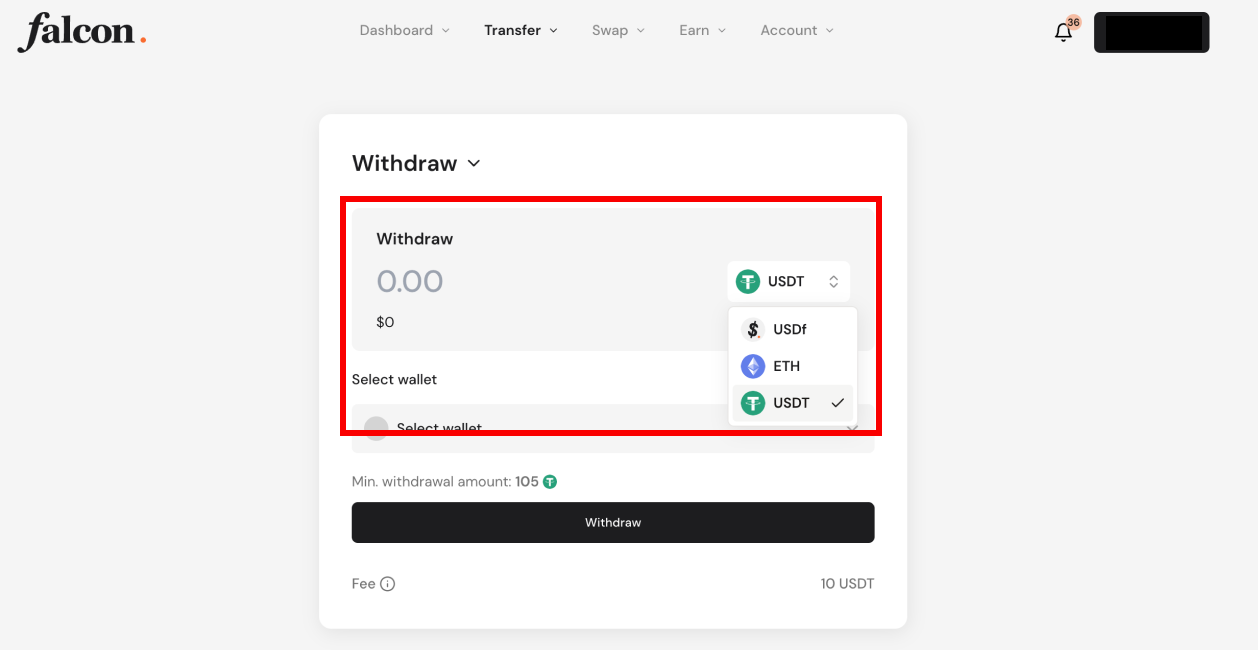 falcon.
Dashboard Transfer Swap Earn Account
36
Withdraw
Withdraw
0.00
USDT
$0
USDf
ETH
USDT
Select wallet
Select wallet
Min. withdrawal amount: 105
Withdraw
Fee 10 USDT